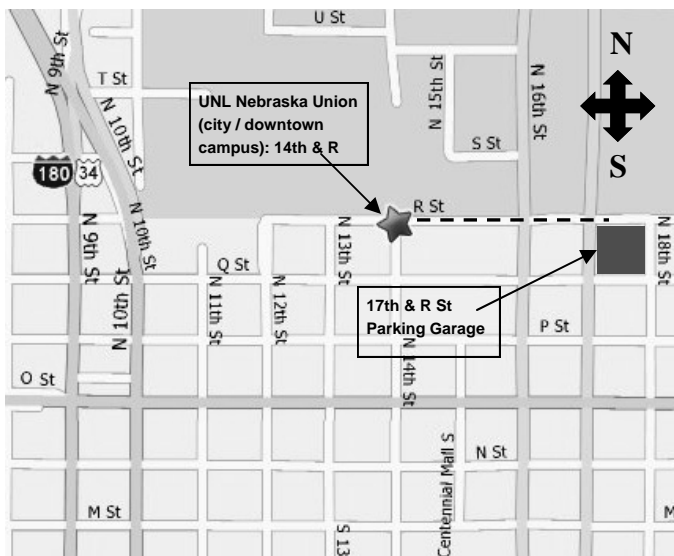 U St
N
N 9th St
T St
N 15th St
N 16th St
UNL Nebraska Union
(city / downtown
campus): 14th & R
N 10th St
S St
S
180
34
R St
N 10th St
N 9th St
N 13th St
N 18th St
Q St
N 10th St
N 11th St
N 12th St
17th & R St
Parking Garage
P St
N 14th St
O St
Centennial Mall S
N St
M St
S 13
M